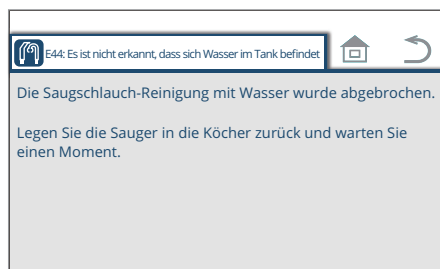 E44: Es ist nicht erkannt, dass sich Wasser im Tank befindet
Die Saugschlauch-Reinigung mit Wasser wurde abgebrochen.
Legen Sie die Sauger in die Köcher zurück und warten Sie
einen Moment.